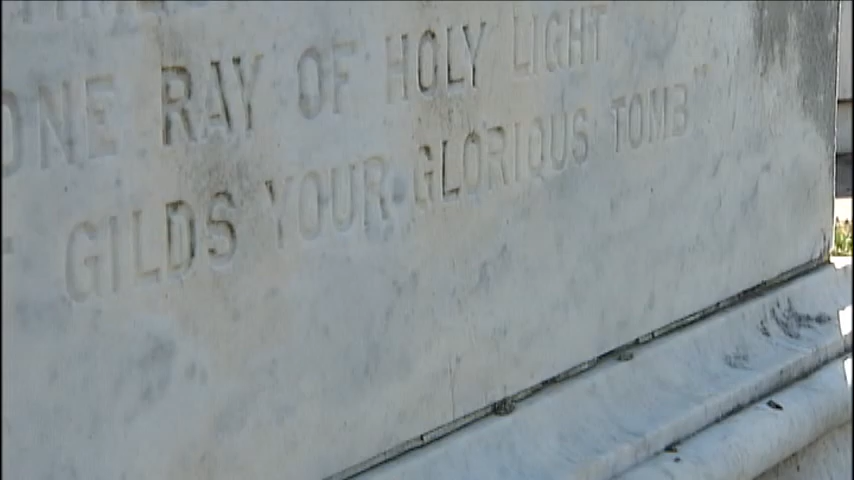 ONE RAY OF HOLY LIGHT
GILDS YOUR GLORIOUS TOMB"